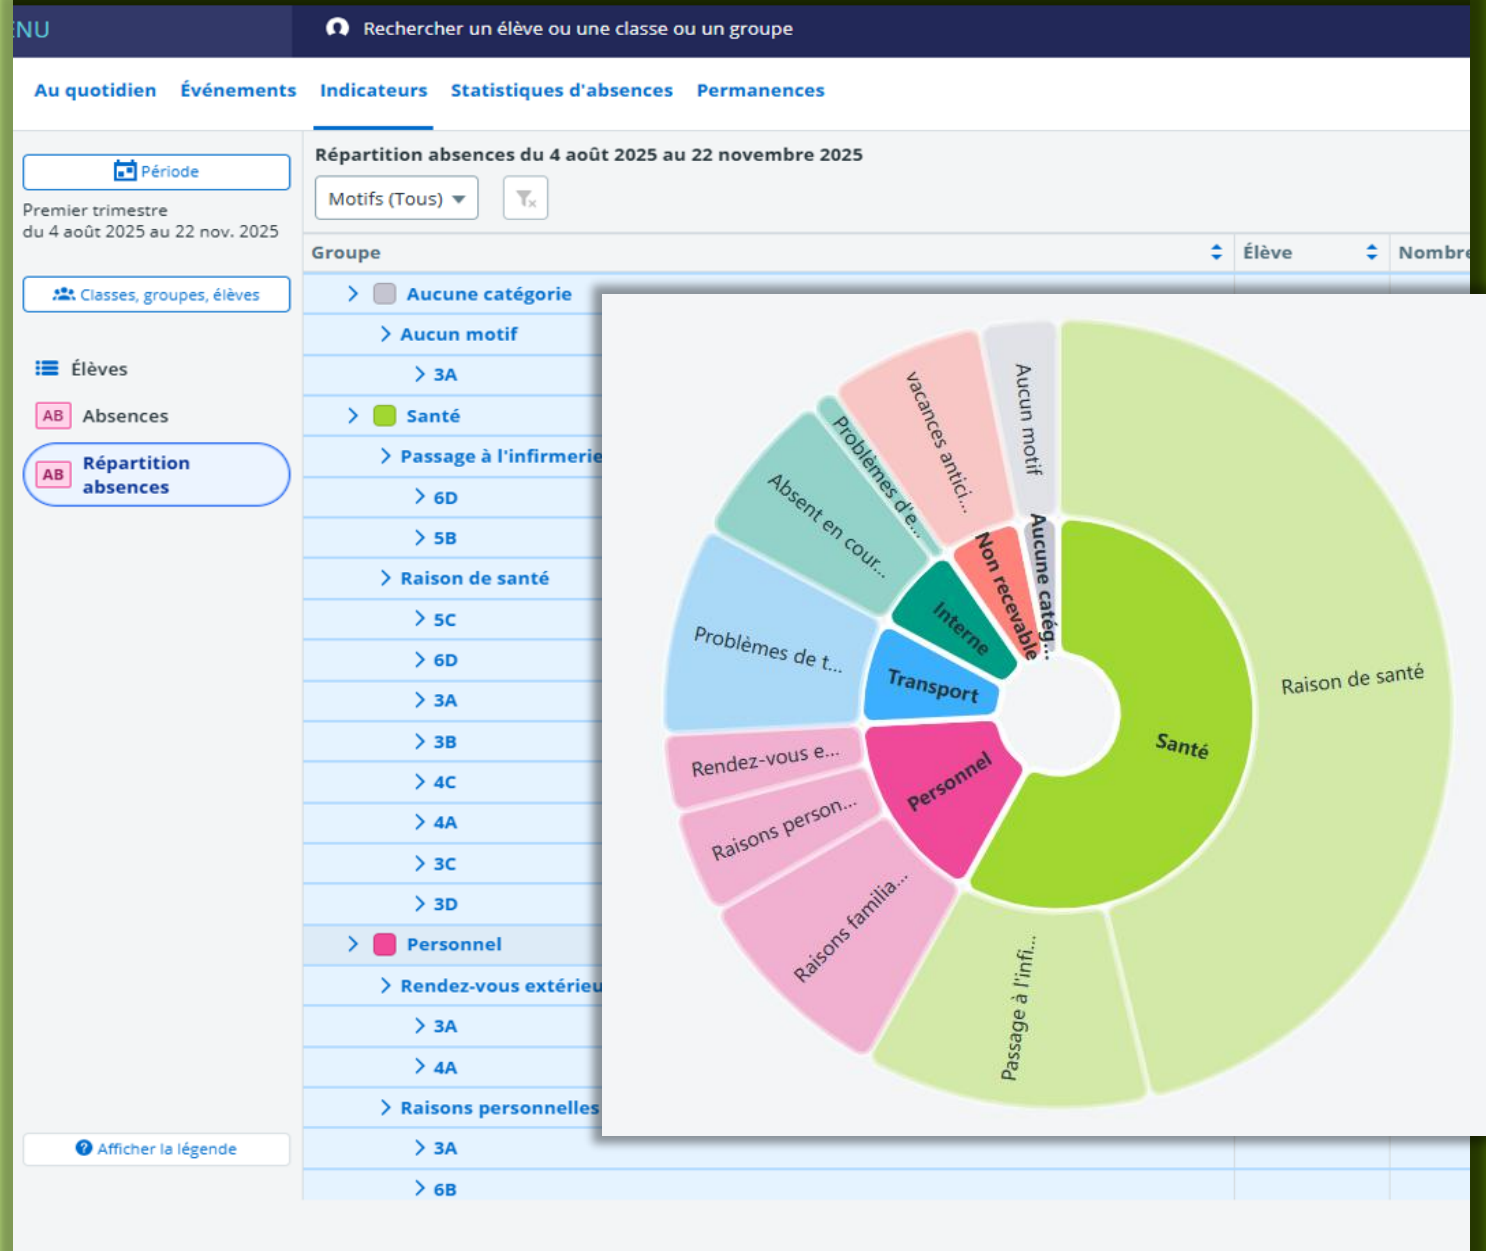 ENU
Rechercher un élève ou une classe ou un groupe
Au quotidien Événements Indicateurs Statistiques d'absences Permanences
Période
Premier trimestre
du 4 août 2025 au 22 nov. 2025
Classes, groupes, élèves
Élèves
AB Absences
AB Répartition
absences
Afficher la légende
Répartition absences du 4 août 2025 au 22 novembre 2025
Motifs (Tous)
Groupe Élève Nombre
Aucune catégorie
Aucun motif
3A
Santé
Passage à l'infirmerie
6D
5B
Raison de santé
5C
6D
3A
3B
4C
4A
3C
3D
Personnel
Rendez-vous extérieu
3A
4A
Raisons personnelles
3A
6B
Aucun motif
vacances antici...
Problèmes d'e...
Absent en cour...
Problèmes de t...
Rendez-vous e...
Raisons person...
Raisons familia...
Passage à l'infi...
Raison de santé
Aucune catég...
Non recevable
Interne
Transport
Personnel
Santé